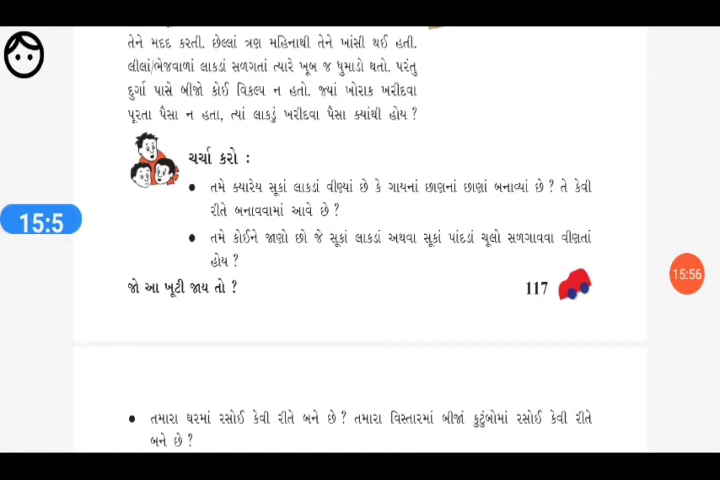 તેને મદદ કરતી. છેલ્લાં ત્રણ મહિનાથી તેને ખાંસી થઈ હતી.
લીલાં/ભેજવાળાં લાકડાં સળગતાં ત્યારે ખૂબ જ ધુમાડો થતો. પરંતુ
દુર્ગા પાસે બીજો કોઈ વિકલ્પ ન હતો. જ્યાં ખોરાક ખરીદવા
પૂરતા પૈસા ન હતા, ત્યાં લાકડું ખરીદવા પૈસા ક્યાંથી હોય ?
ચર્ચા કરો :
• તમે ક્યારેય સૂકાં લાકડાં વીણ્યાં છે કે ગાયનાં છાણનાં છાણાં બનાવ્યાં છે ? તે કેવી
રીતે બનાવવામાં આવે છે ?
15:5
• તમે કોઈને જાણો છો જે સૂકાં લાકડાં અથવા સૂકાં પાંદડાં ચૂલો સળગાવવા વીણતાં
હોય ?
15:56
જો આ ખૂટી જાય તો ? 117
• તમારા ઘરમાં રસોઈ કેવી રીતે બને છે ? તમારા વિસ્તારમાં બીજાં કુટુંબોમાં રસોઈ કેવી રીતે
બને છે ?